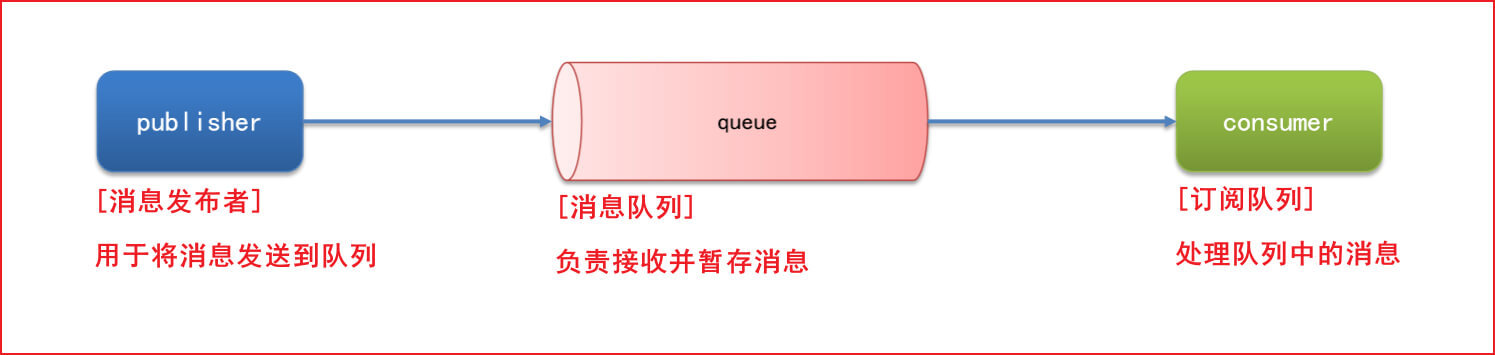 publisher
queue
consumer
[消息发布者]
用于将消息发送到队列
[消息队列]
负责接收并暂存消息
[订阅队列]
处理队列中的消息